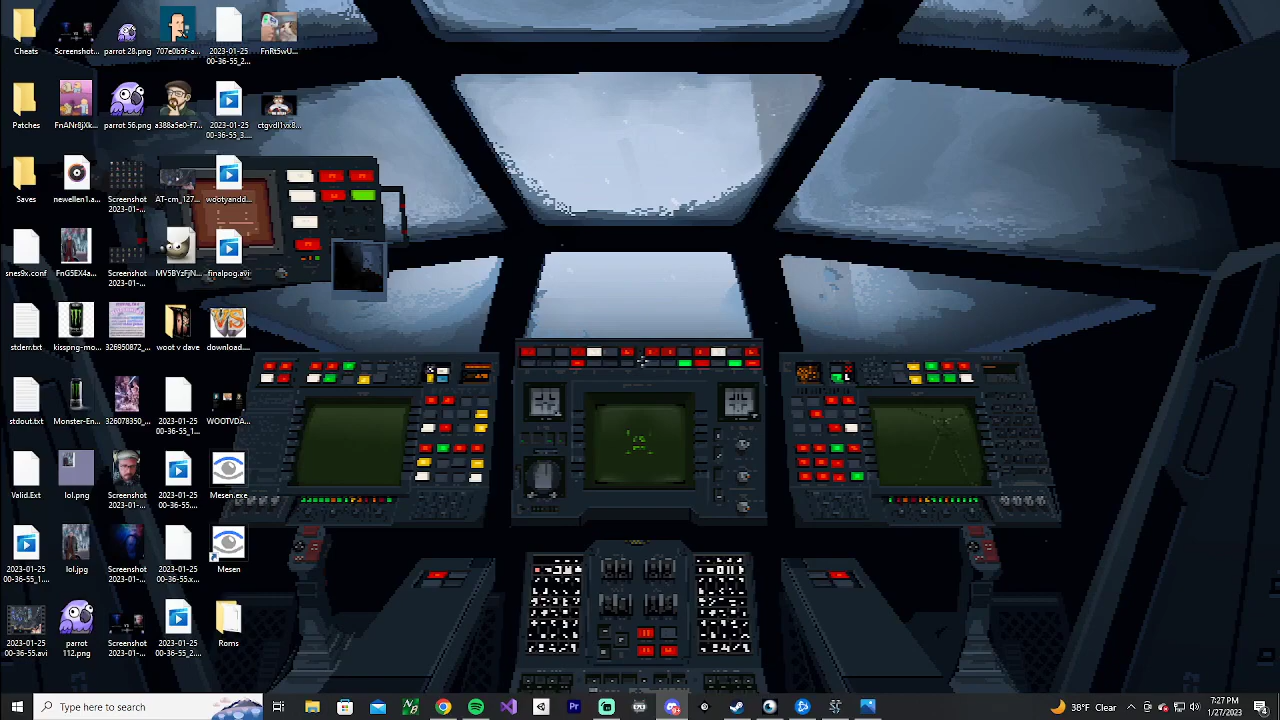 Cheats
Screenshot...
parrot 28.png
707e0b5f-a...
2023-01-25
00-36-55_2...
FnRt5wU...
Patches
FnANr8jXk...
parrot 56.png
a388a5e0-f7...
2023-01-25
00-36-55_3...
ctgvdl1vx8...
Saves
newellen1.a...
Screenshot
2023-01-...
AT-cm_127...
wootyandd...
snes9x.conf
FnG5EX4a...
Screenshot
2023-01-...
MV5BYzFjN...
finalpog.avi
stderr.txt
kisspng-mo...
326950872_...
woot v dave
download....
stdout.txt
Monster-En...
326078350_...
2023-01-25
00-36-55_1...
WOOTVDA...
Valid.Ext
lol.png
Screenshot
2023-01-...
2023-01-25
00-36-55...
Mesen.exe
2023-01-25
00-36-55_1...
lol.jpg
Screenshot
2023-01-...
2023-01-25
00-36-55.x...
Mesen
2023-01-25
00-36-55.avi
parrot
112.png
Screenshot
2023-01-...
2023-01-25
00-36-55_2...
Roms
Type here to search
Pr
38°F Clear
7:27 PM
1/27/2023